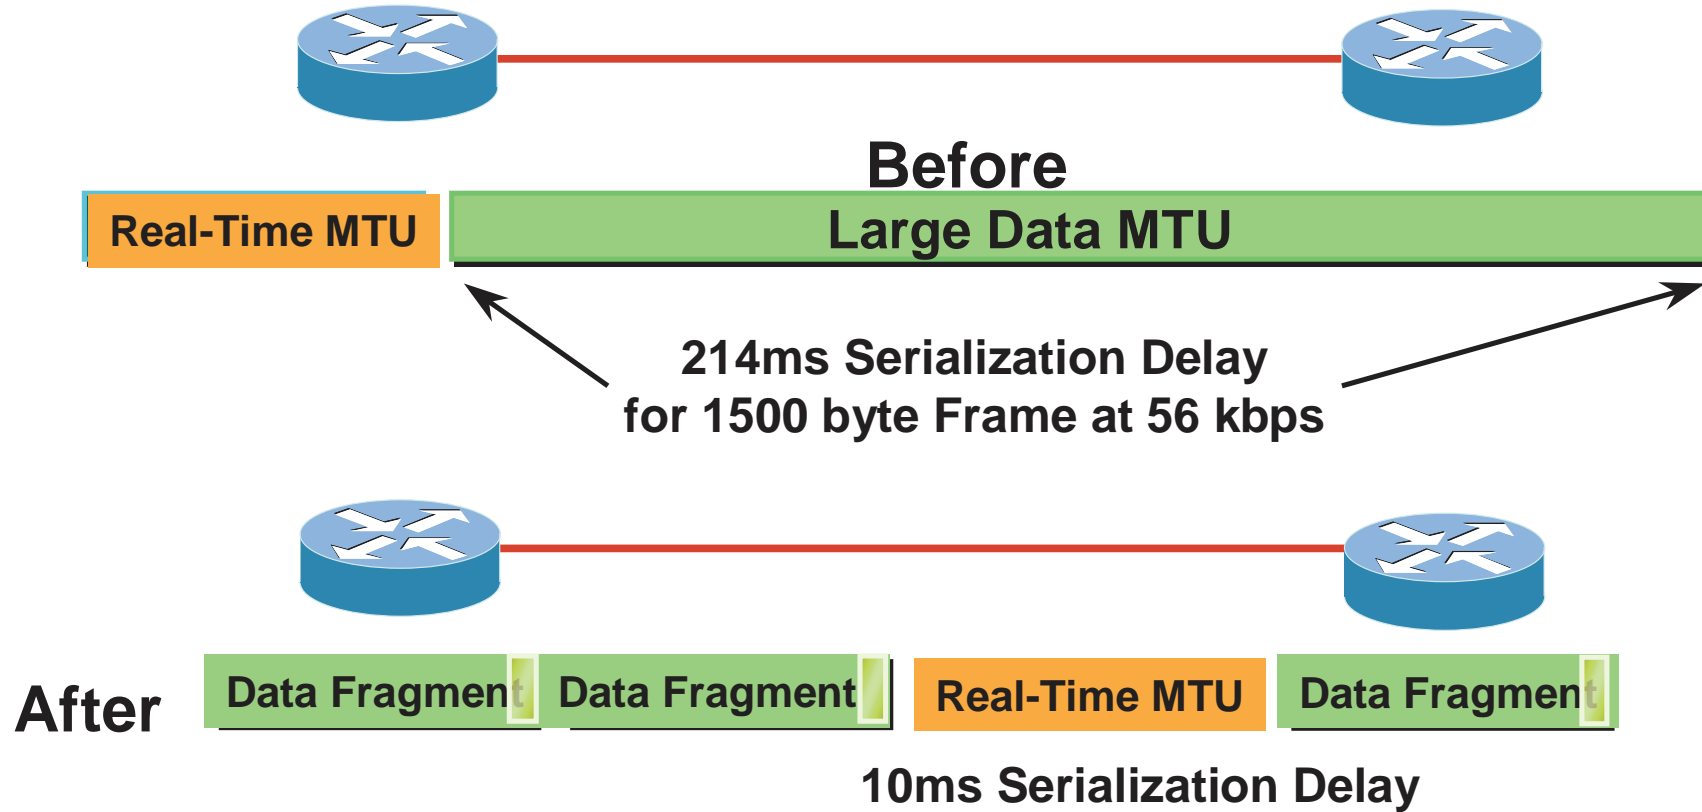 Before
Real-Time MTU
Large Data MTU
214ms Serialization Delay
for 1500 byte Frame at 56 kbps
After
Data Fragment
Data Fragment
Real-Time MTU
Data Fragment
10ms Serialization Delay